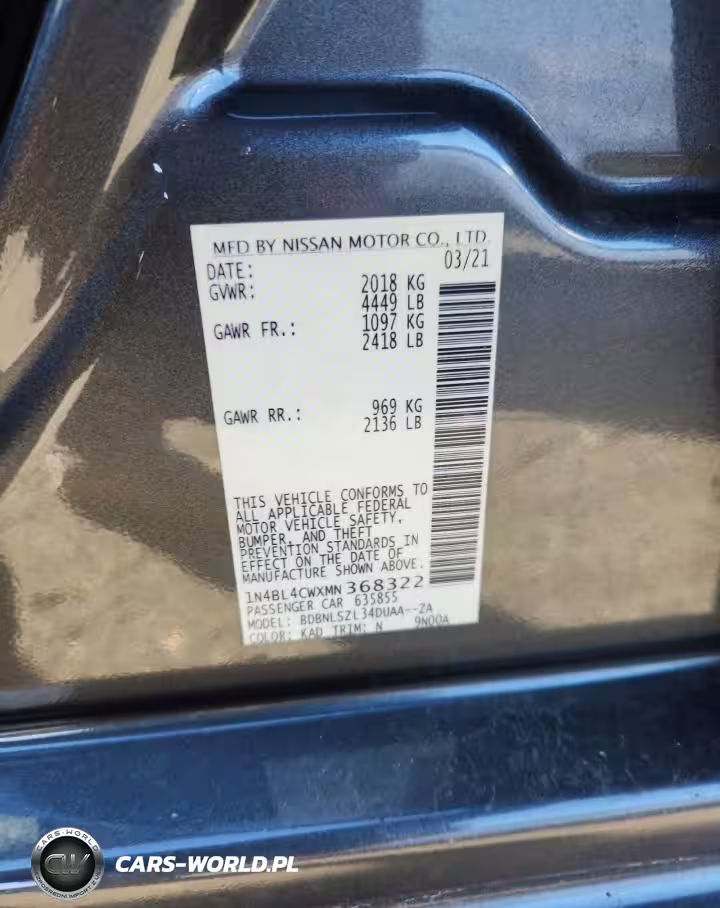 MFD BY NISSAN MOTOR CO., LTD.
DATE: 03/21
GVWR: 2018 KG
4449 LB
GAWR FR.: 1097 KG
2418 LB
GAWR RR.: 969 KG
2136 LB
THIS VEHICLE CONFORMS TO
ALL APPLICABLE FEDERAL
MOTOR VEHICLE SAFETY,
BUMPER, AND THEFT
PREVENTION STANDARDS IN
EFFECT ON THE DATE OF
MANUFACTURE SHOWN ABOVE.
1N4BL4CWXMN368322
PASSENGER CAR 635855
MODEL: BDBNLSZL34DUAA--ZA
COLOR: KAD TRIM: N 9N00A
CARS-WORLD
CW
CARS-WORLD.PL